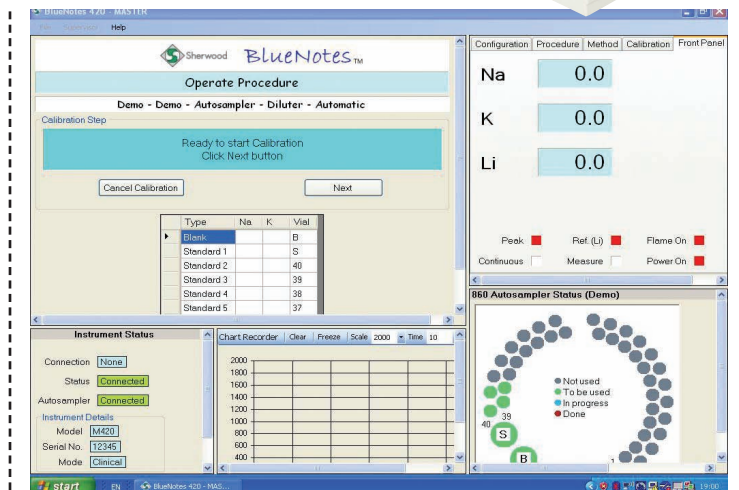 BlueNotes 420 - MASTER
Help
Sherwood BlueNotes TM
Operate Procedure
Demo - Demo - Autosampler - Diluter - Automatic
Calibration Step
Ready to start Calibration
Click Next button
Cancel Calibration Next
Type Na K Vial
Blank B
Standard 1 S
Standard 2 40
Standard 3 39
Standard 4 38
Standard 5 37
Configuration Procedure Method Calibration Front Panel
Na 0.0
K 0.0
Li 0.0
Peak Ref. (Li) Flame On
Continuous Measure Power On
Instrument Status
Connection None
Status Connected
Autosampler Connected
Instrument Details
Model M420
Serial No. 12345
Mode Clinical
Chart Recorder Clear Freeze Scale 2000 Time 10
2000
1800
1600
1400
1200
1000
800
600
400
860 Autosampler Status (Demo)
Not used
To be used
In progress
Done
40 39
S
B
1
start EN BlueNotes 420 - MAS... 19:00